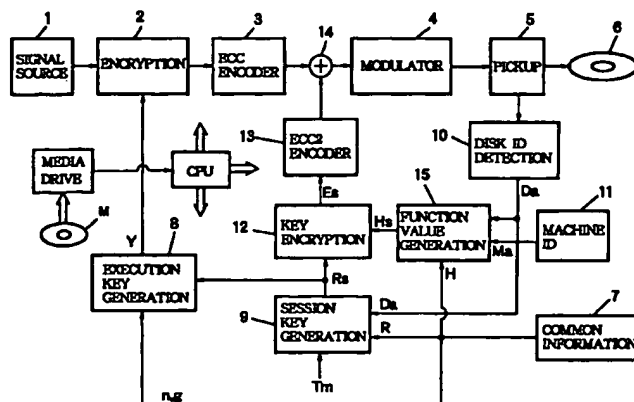 1
2
3
4
5
6
14
SIGNAL
SOURCE
ENCRYPTION
ECC
ENCODER
MODULATOR
PICKUP
13
ECC2
ENCODER
10
DISK ID
DETECTION
MEDIA
DRIVE
CPU
M
Es
Da
15
11
12
KEY
ENCRYPTION
Hs
FUNCTION
VALUE
GENERATION
Ma
MACHINE
ID
Y
8
H
EXECUTION
KEY
GENERATION
Rs
7
9
SESSION
KEY
GENERATION
Da
R
COMMON
INFORMATION
Tm
n,g